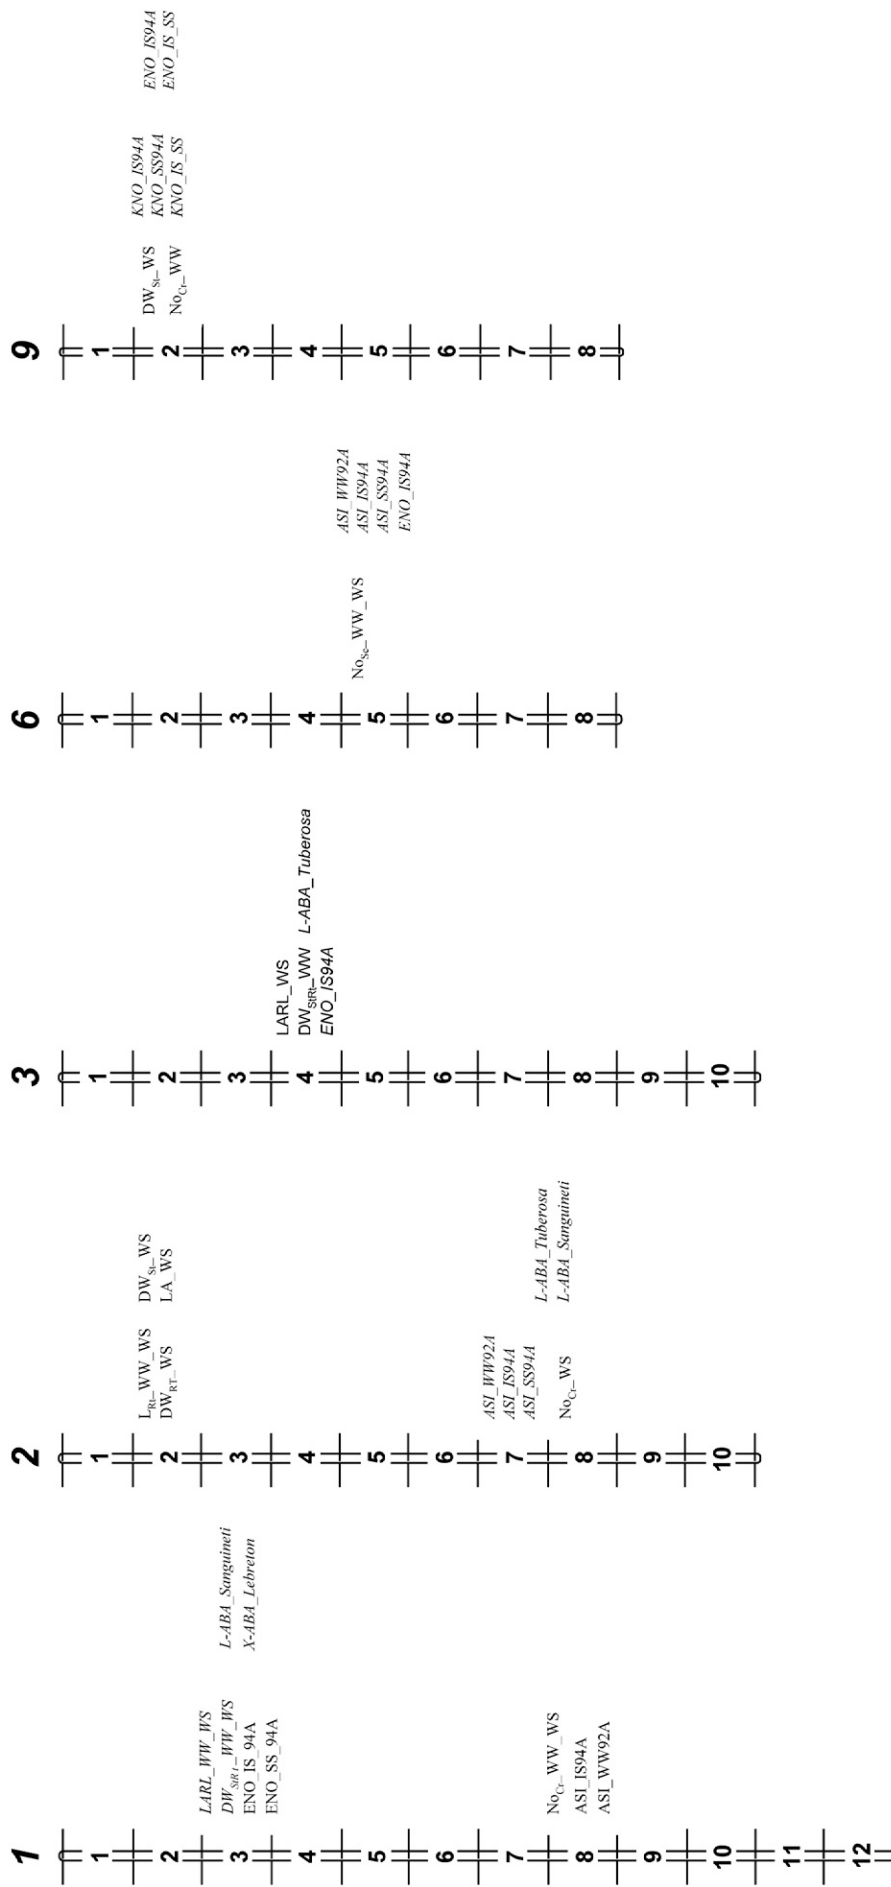 1
1
2
3
4
5
6
7
8
9
10
11
12
LARL_WW_WS
DW_StRt_WW_WS
ENO_IS_94A
ENO_SS_94A
L-ABA_Sanguineti
X-ABA_Lebreton
No_Cr_WW_WS
ASI_IS94A
ASI_WW92A
2
1
2
3
4
5
6
7
8
9
10
L_Rt_WW_WS
DW_RT_WS
DW_St_WS
LA_WS
ASI_WW92A
ASI_IS94A
ASI_SS94A
No_Cr_WS
L-ABA_Tuberosa
L-ABA_Sanguineti
3
1
2
3
4
5
6
7
8
9
10
LARL_WS
DW_StRt_WW L-ABA_Tuberosa
ENO_IS94A
6
1
2
3
4
5
6
7
8
No_Se_WW_WS
ASI_WW92A
ASI_IS94A
ASI_SS94A
ENO_IS94A
9
1
2
3
4
5
6
7
8
DW_St_WS
No_Cr_WW
KNO_IS94A
KNO_SS94A
KNO_IS_SS
ENO_IS94A
ENO_IS_SS